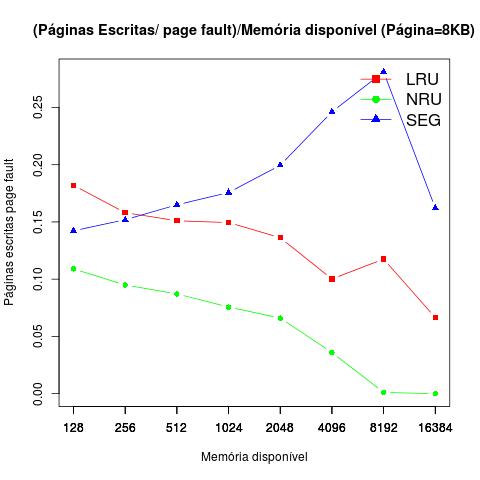 (Páginas Escritas/ page fault)/Memória disponível (Página=8KB)
LRU
NRU
SEG
Páginas escritas page fault
0.25
0.20
0.15
0.10
0.05
0.00
128 256 512 1024 2048 4096 8192 16384
Memória disponível